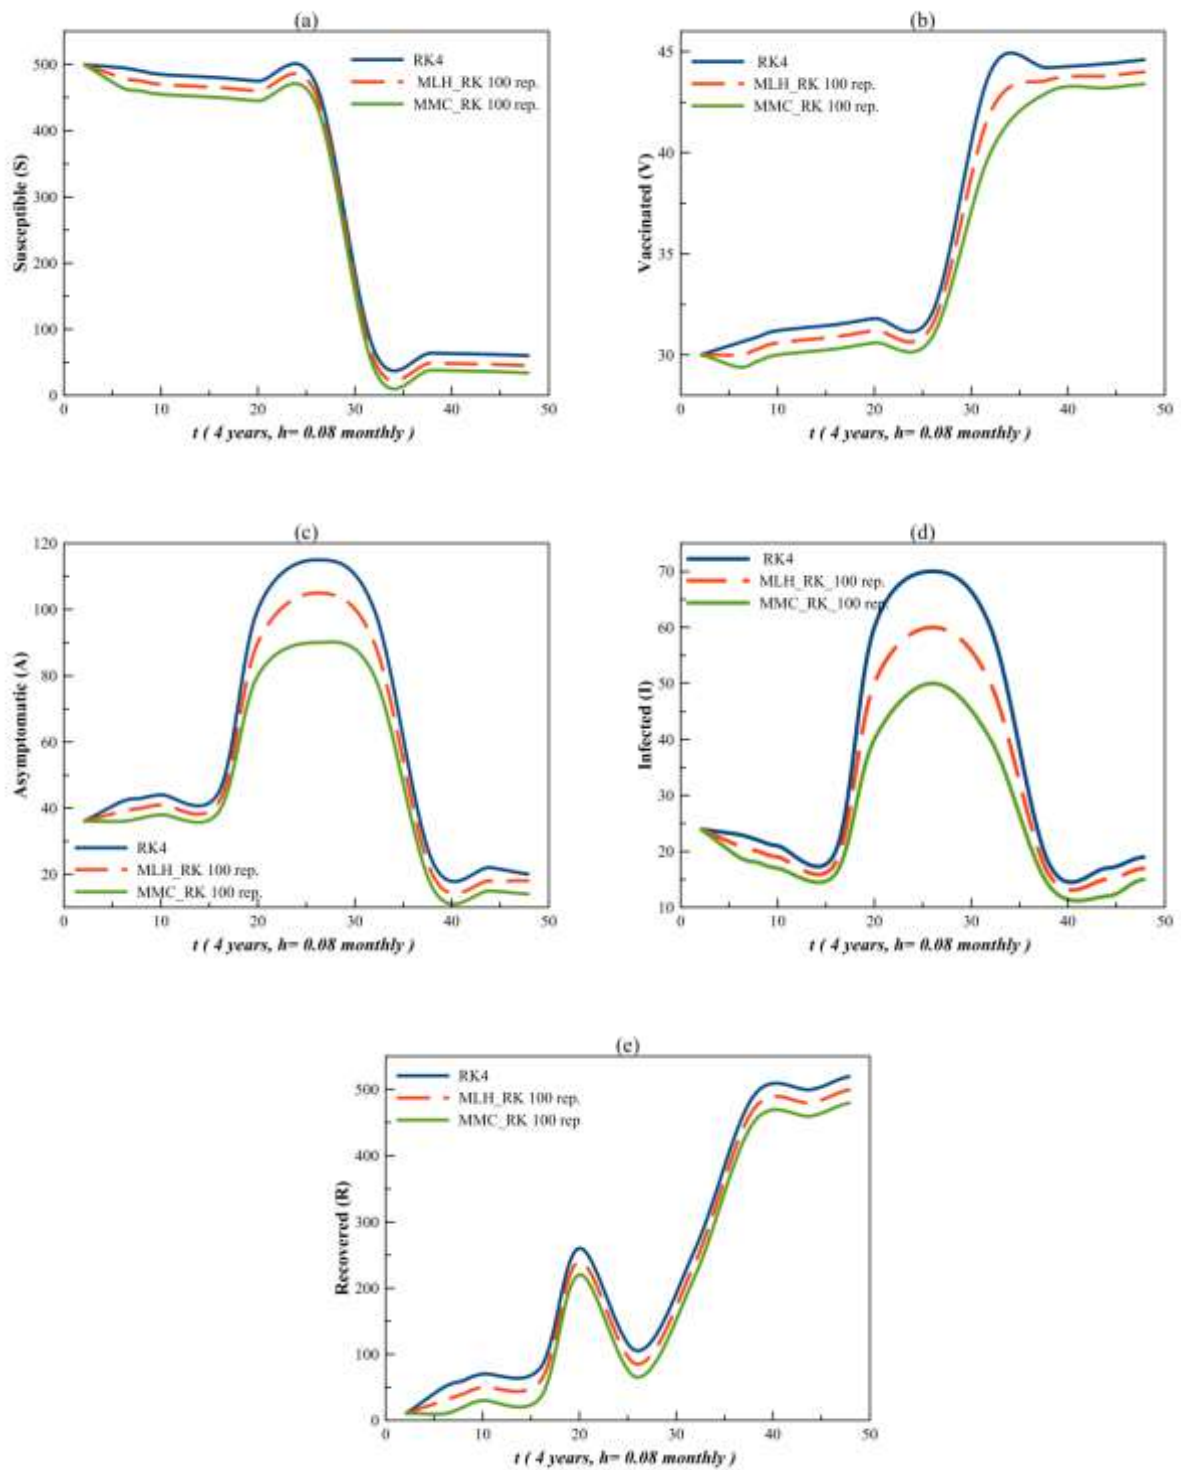 (a)
500
400
300
200
100
0
Susceptible (S)
RK4
MLH_RK 100 rep.
MMC_RK 100 rep.
0 10 20 30 40 50
t ( 4 years, h= 0.08 monthly )
(b)
45
40
35
30
Vaccinated (V)
RK4
MLH_RK 100 rep.
MMC_RK 100 rep.
0 10 20 30 40 50
t ( 4 years, h= 0.08 monthly )
(c)
120
100
80
60
40
20
Asymptomatic (A)
RK4
MLH_RK 100 rep.
MMC_RK 100 rep.
0 10 20 30 40 50
t ( 4 years, h= 0.08 monthly )
(d)
70
60
50
40
30
20
10
Infected (I)
RK4
MLH_RK_100 rep.
MMC_RK_100 rep.
0 10 20 30 40 50
t ( 4 years, h= 0.08 monthly )
(e)
500
400
300
200
100
0
Recovered (R)
RK4
MLH_RK 100 rep.
MMC_RK 100 rep
0 10 20 30 40 50
t ( 4 years, h= 0.08 monthly )